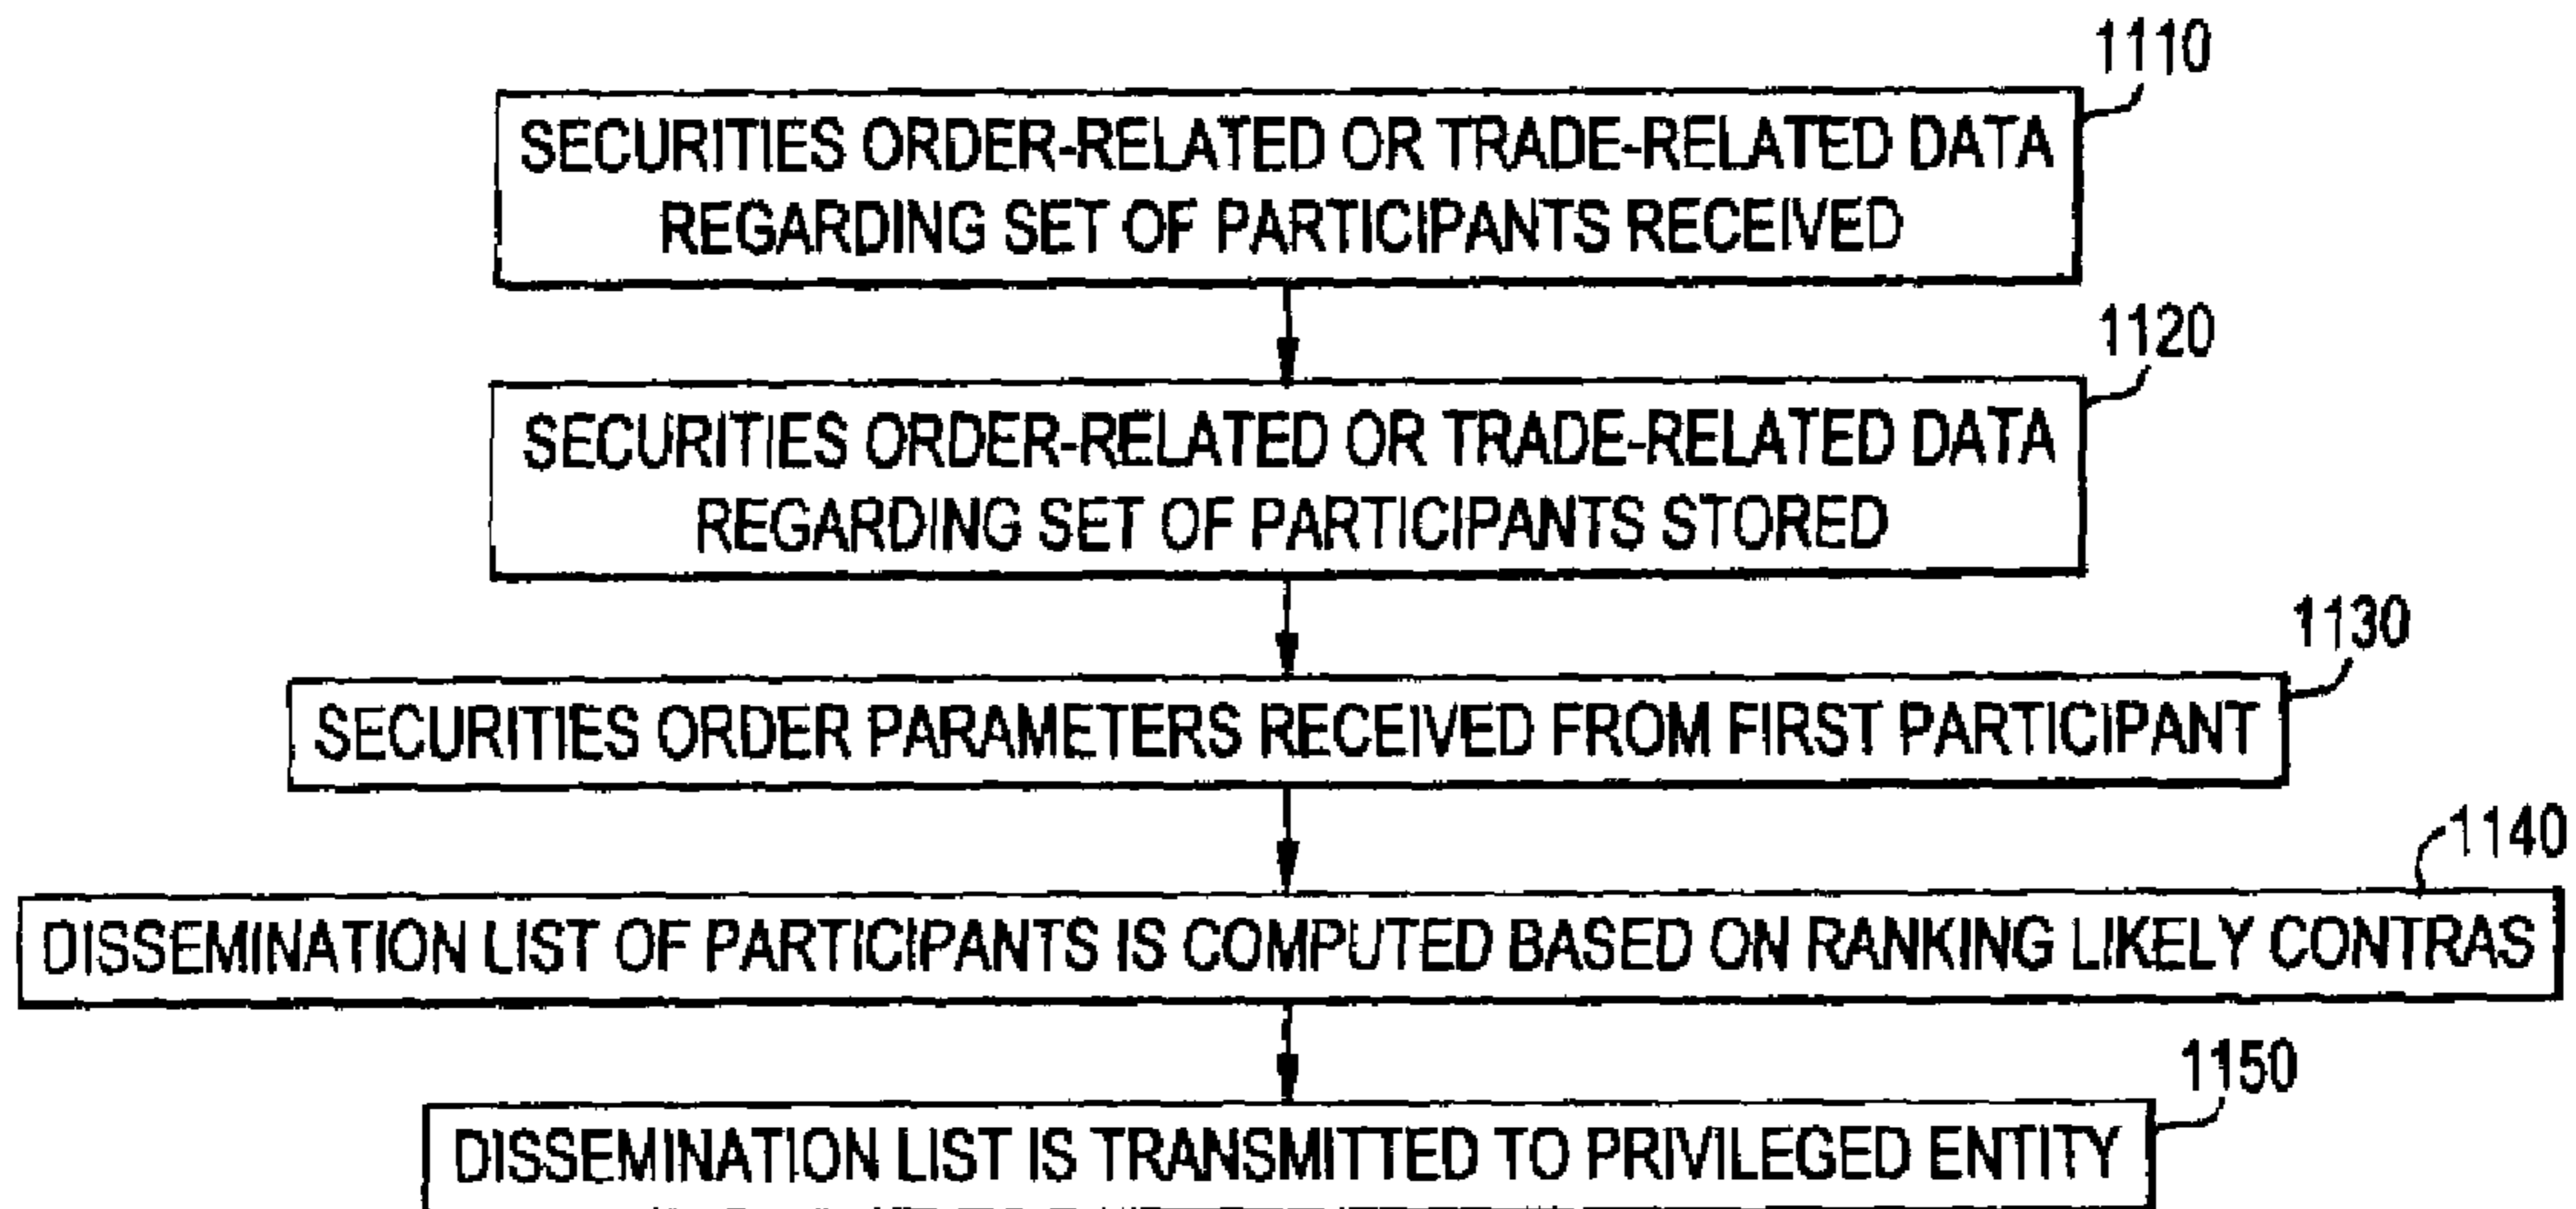 1110
SECURITIES ORDER-RELATED OR TRADE-RELATED DATA
REGARDING SET OF PARTICIPANTS RECEIVED
1120
SECURITIES ORDER-RELATED OR TRADE-RELATED DATA
REGARDING SET OF PARTICIPANTS STORED
1130
SECURITIES ORDER PARAMETERS RECEIVED FROM FIRST PARTICIPANT
1140
DISSEMINATION LIST OF PARTICIPANTS IS COMPUTED BASED ON RANKING LIKELY CONTRAS
1150
DISSEMINATION LIST IS TRANSMITTED TO PRIVILEGED ENTITY